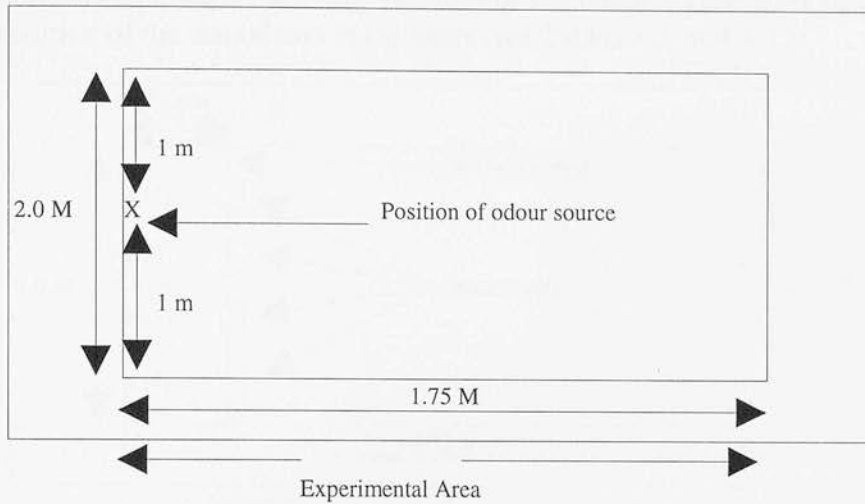 1 m
2.0 M
X
Position of odour source
1 m
1.75 M
Experimental Area